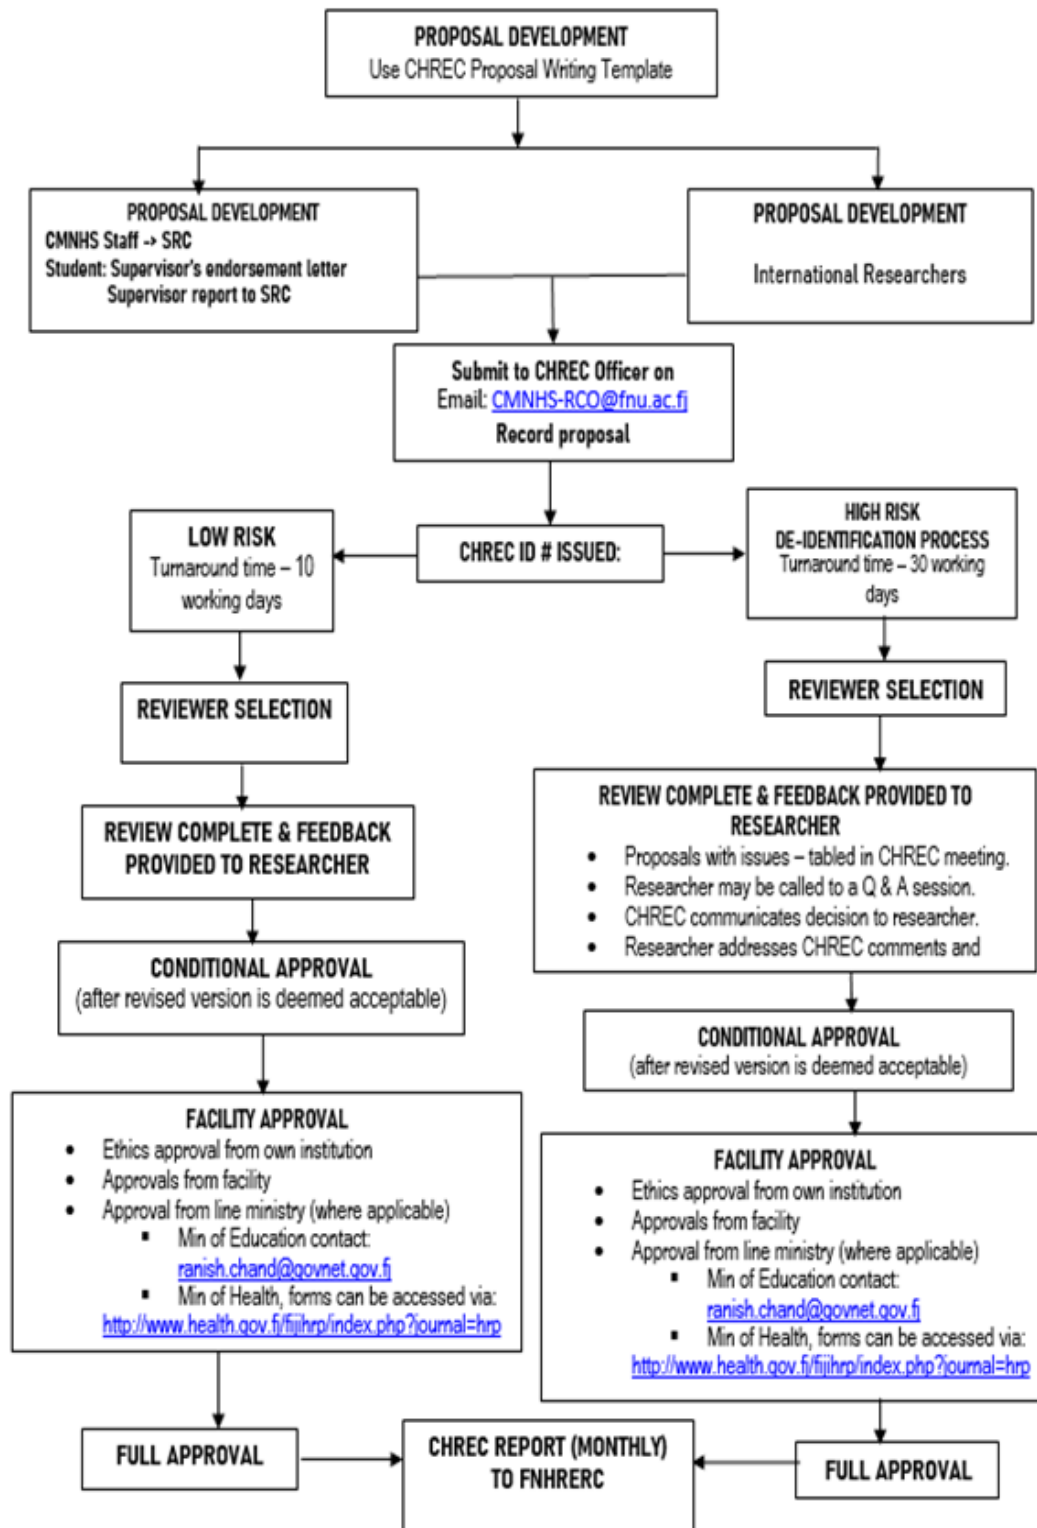 PROPOSAL DEVELOPMENT
Use CHREC Proposal Writing Template
PROPOSAL DEVELOPMENT
CMNHS Staff -> SRC
Student: Supervisor's endorsement letter
Supervisor report to SRC
PROPOSAL DEVELOPMENT
International Researchers
Submit to CHREC Officer on
Email: CMNHS-RCO@fnu.ac.fj
Record proposal
LOW RISK
Turnaround time – 10
working days
CHREC ID # ISSUED:
HIGH RISK
DE-IDENTIFICATION PROCESS
Turnaround time – 30 working
days
REVIEWER SELECTION
REVIEWER SELECTION
REVIEW COMPLETE & FEEDBACK
PROVIDED TO RESEARCHER
REVIEW COMPLETE & FEEDBACK PROVIDED TO
RESEARCHER
• Proposals with issues – tabled in CHREC meeting.
• Researcher may be called to a Q & A session.
• CHREC communicates decision to researcher.
• Researcher addresses CHREC comments and
CONDITIONAL APPROVAL
(after revised version is deemed acceptable)
CONDITIONAL APPROVAL
(after revised version is deemed acceptable)
FACILITY APPROVAL
• Ethics approval from own institution
• Approvals from facility
• Approval from line ministry (where applicable)
▪ Min of Education contact:
ranish.chand@govnet.gov.fj
▪ Min of Health, forms can be accessed via:
http://www.health.gov.fj/fijihrp/index.php?journal=hrp
FACILITY APPROVAL
• Ethics approval from own institution
• Approvals from facility
• Approval from line ministry (where applicable)
▪ Min of Education contact:
ranish.chand@govnet.gov.fj
▪ Min of Health, forms can be accessed via:
http://www.health.gov.fj/fijihrp/index.php?journal=hrp
FULL APPROVAL
CHREC REPORT (MONTHLY)
TO FNHRERC
FULL APPROVAL